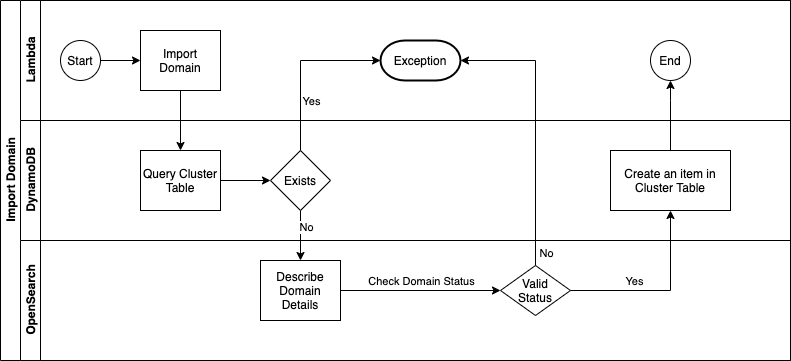 Import Domain
Lambda
Start
Import
Domain
Exception
End
Yes
DynamoDB
Query Cluster
Table
Exists
Create an item in
Cluster Table
No
OpenSearch
Describe
Domain
Details
Check Domain Status
No
Valid
Status
Yes